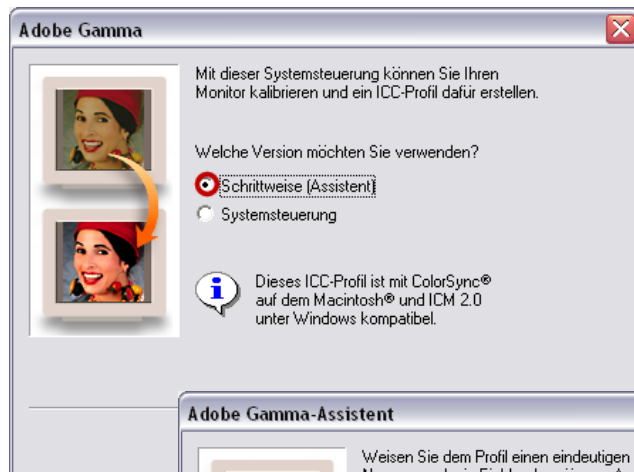 Adobe Gamma
Mit dieser Systemsteuerung können Sie Ihren
Monitor kalibrieren und ein ICC-Profil dafür erstellen.
Welche Version möchten Sie verwenden?
Schrittweise (Assistent)
Systemsteuerung
Dieses ICC-Profil ist mit ColorSync®
auf dem Macintosh® und ICM 2.0
unter Windows kompatibel.
Adobe Gamma-Assistent
Weisen Sie dem Profil einen eindeutigen